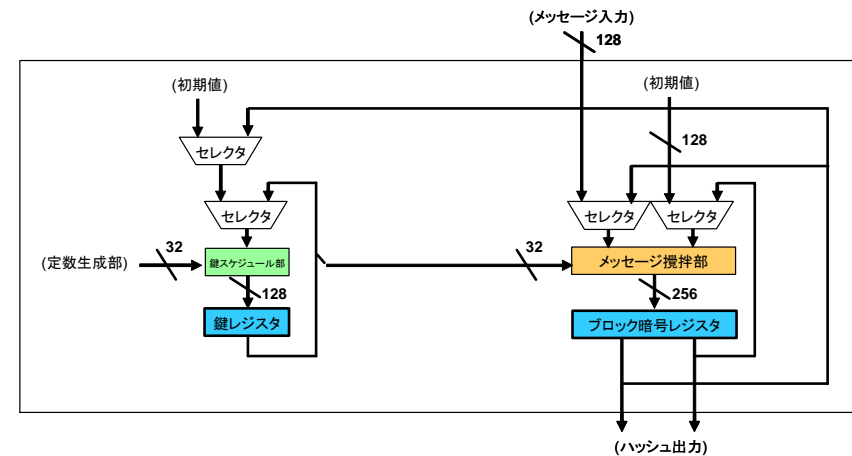 (メッセージ入力)
128
(初期値)
(初期値)
128
セレクタ
セレクタ
セレクタ
セレクタ
(定数生成部)
32
鍵スケジュール部
32
メッセージ攪拌部
128
256
鍵レジスタ
ブロック暗号レジスタ
(ハッシュ出力)